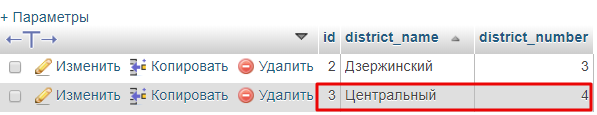 + Параметры
←T→ id district_name district_number
Изменить Копировать Удалить 2 Дзержинский 3
Изменить Копировать Удалить 3 Центральный 4